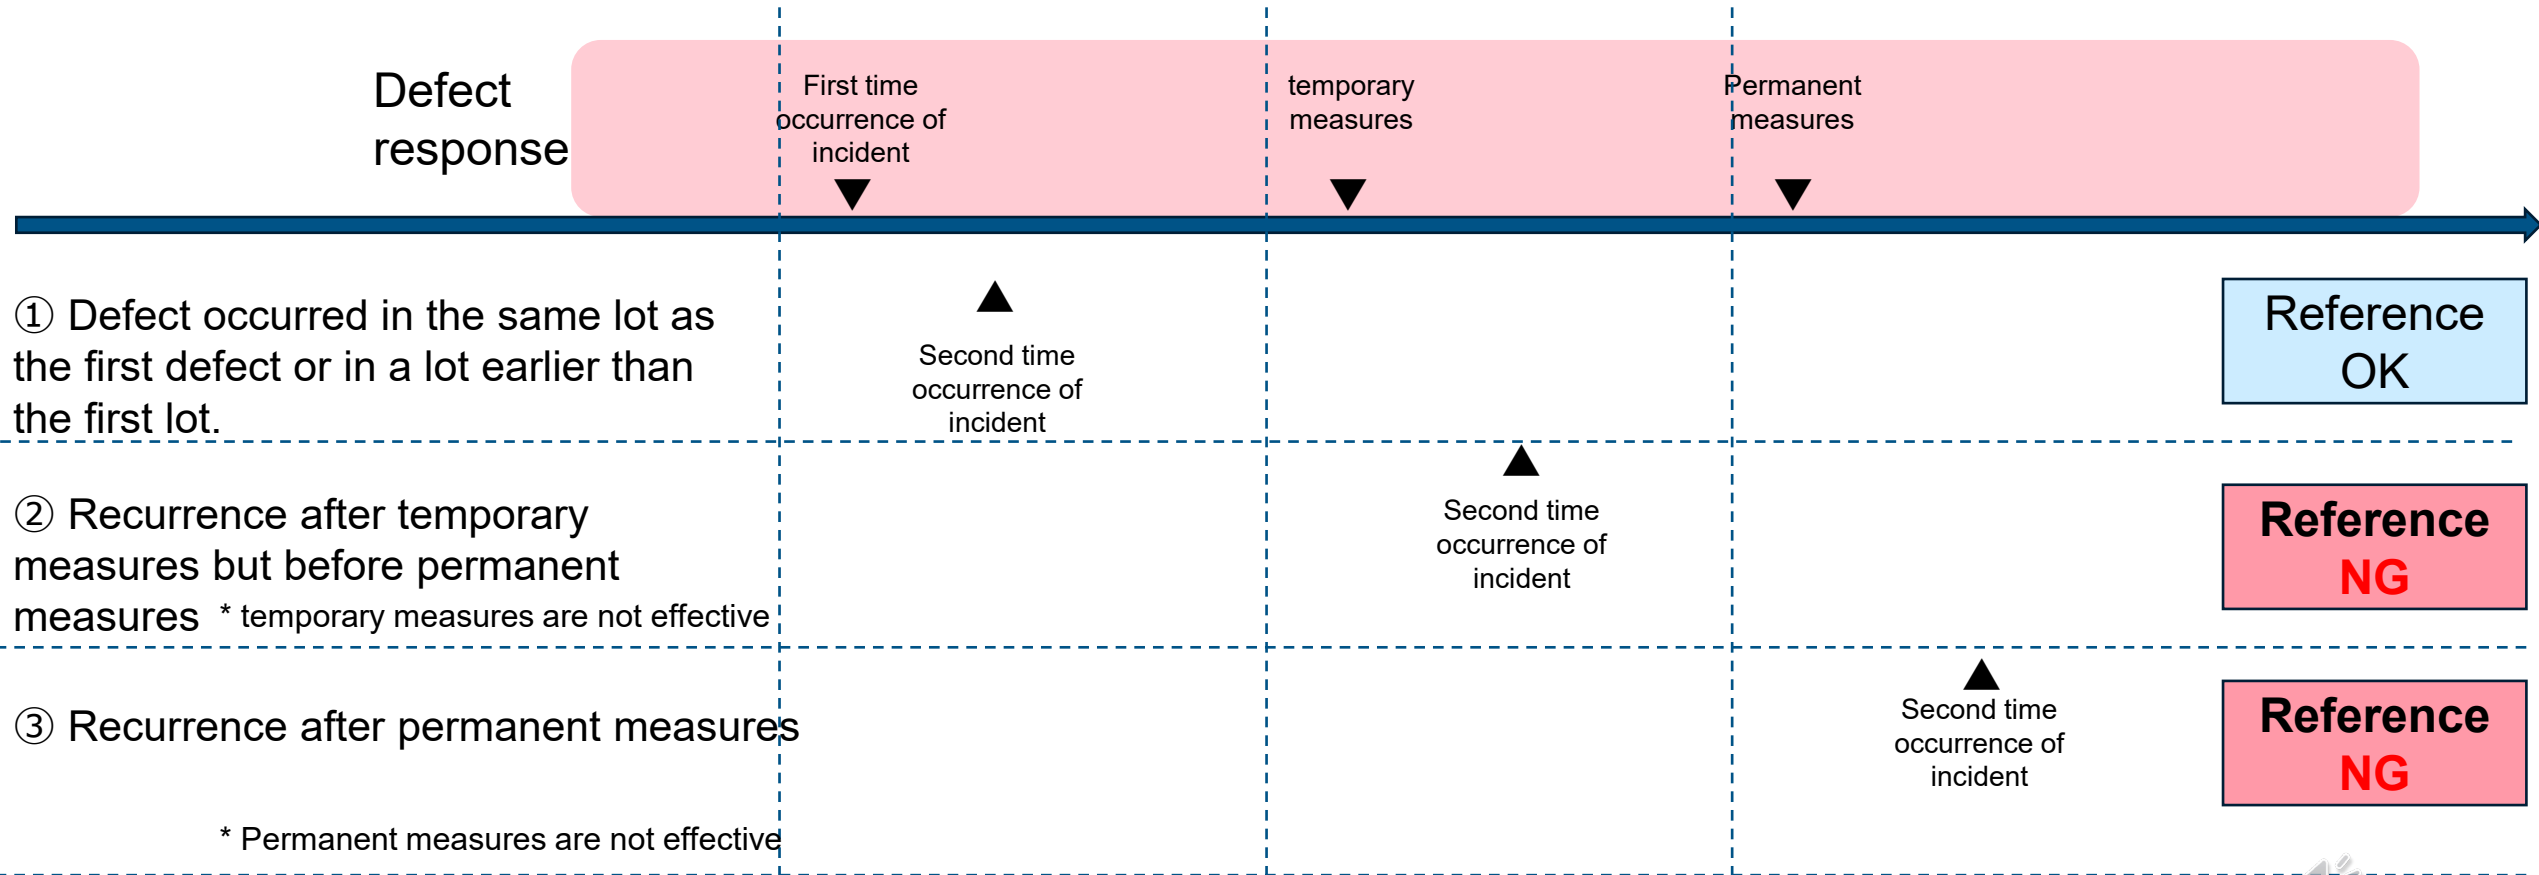 Defect
response
First time
occurrence of
incident
temporary
measures
Permanent
measures
① Defect occurred in the same lot as
the first defect or in a lot earlier than
the first lot.
Second time
occurrence of
incident
Reference
OK
② Recurrence after temporary
measures but before permanent
measures * temporary measures are not effective
Second time
occurrence of
incident
Reference
NG
③ Recurrence after permanent measures
* Permanent measures are not effective
Second time
occurrence of
incident
Reference
NG